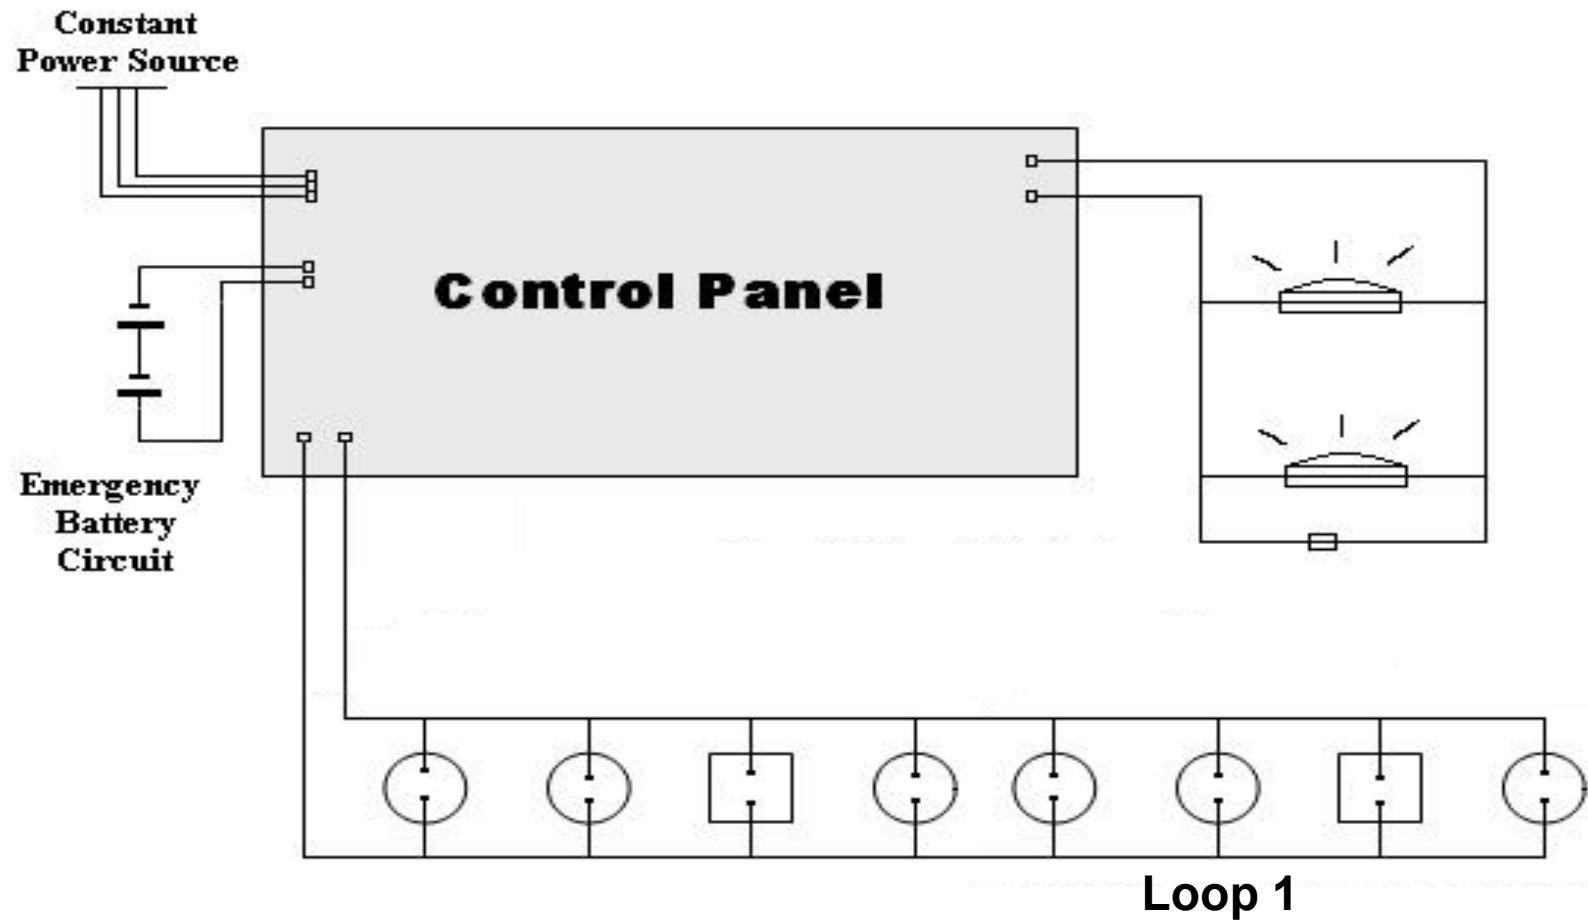 Constant
Power Source
Control Panel
Emergency
Battery
Circuit
Loop 1